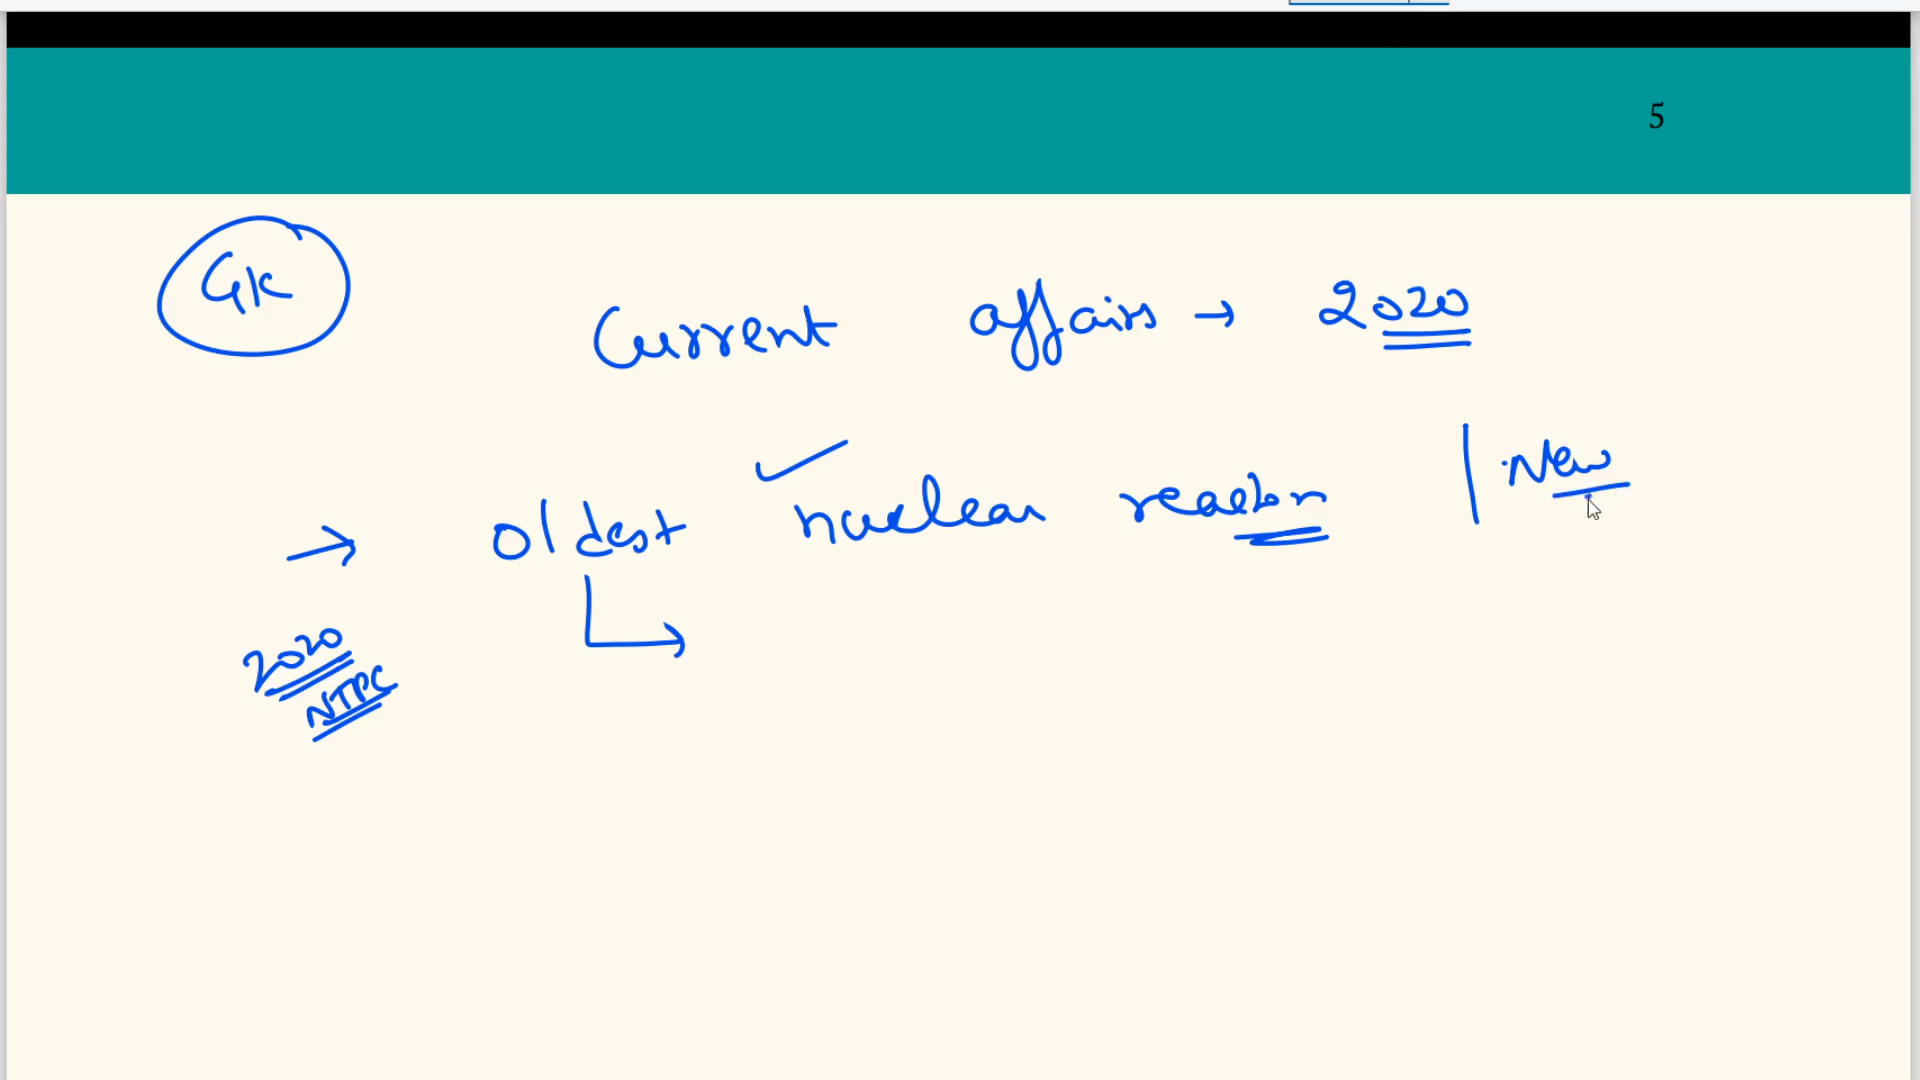 5
GK
Current affairs → 2020
→ oldest nuclear reactor | New
2020
NTPC